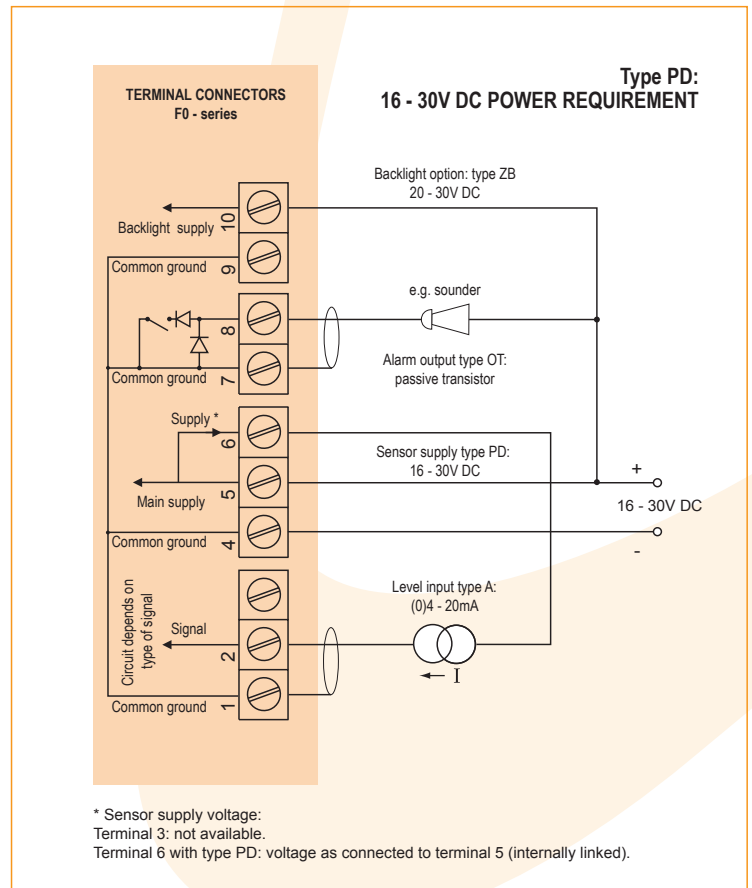 Type PD:
16 - 30V DC POWER REQUIREMENT
TERMINAL CONNECTORS
F0 - series
Backlight option: type ZB
20 - 30V DC
10
Backlight supply
9
Common ground
e.g. sounder
8
Alarm output type OT:
passive transistor
7
Common ground
Supply *
6
Sensor supply type PD:
16 - 30V DC
+
5
Main supply
16 - 30V DC
4
Common ground
-
Level input type A:
(0)4 - 20mA
Circuit depends on
type of signal
Signal
2
I
1
Common ground
* Sensor supply voltage:
Terminal 3: not available.
Terminal 6 with type PD: voltage as connected to terminal 5 (internally linked).